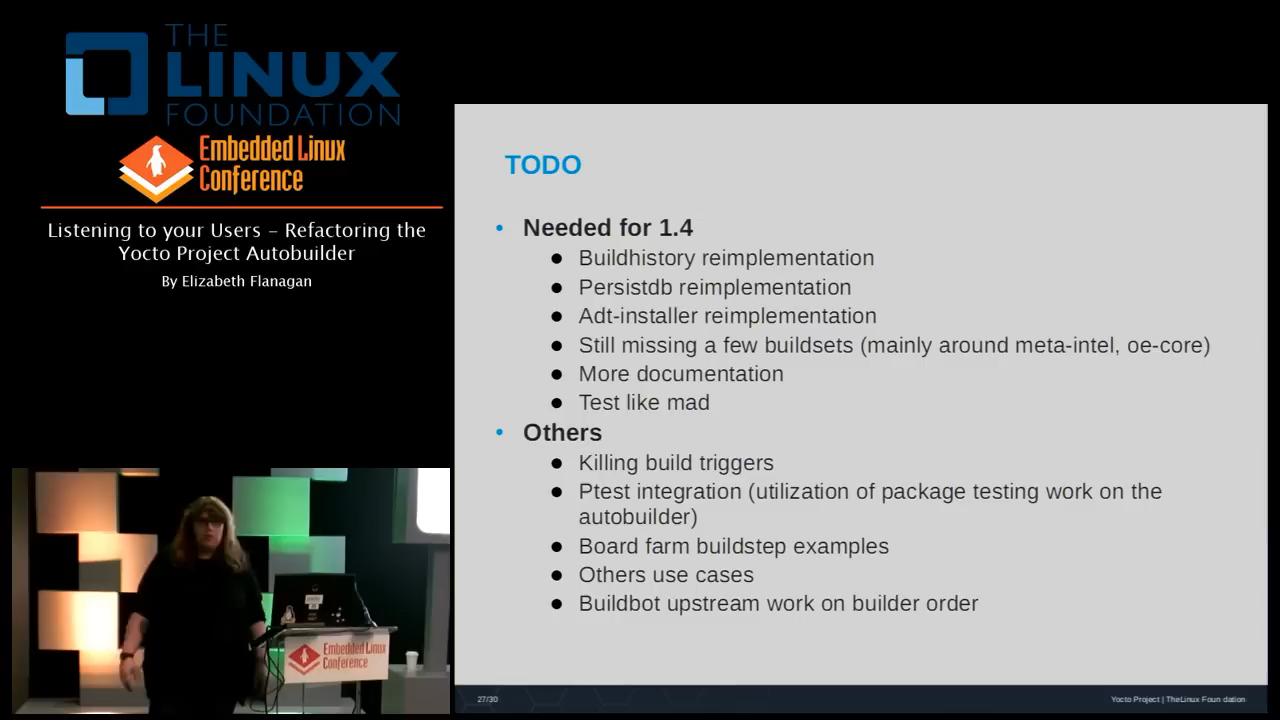 THE
LINUX
FOUNDATION
Embedded Linux
Conference
Listening to your Users – Refactoring the
Yocto Project Autobuilder
By Elizabeth Flanagan
TODO
• Needed for 1.4
● Buildhistory reimplementation
● Persistdb reimplementation
● Adt-installer reimplementation
● Still missing a few buildsets (mainly around meta-intel, oe-core)
● More documentation
● Test like mad
• Others
● Killing build triggers
● Ptest integration (utilization of package testing work on the
autobuilder)
● Board farm buildstep examples
● Others use cases
● Buildbot upstream work on builder order
27/30
Yocto Project | TheLinux Foun dation
Embedded Linux
Conference